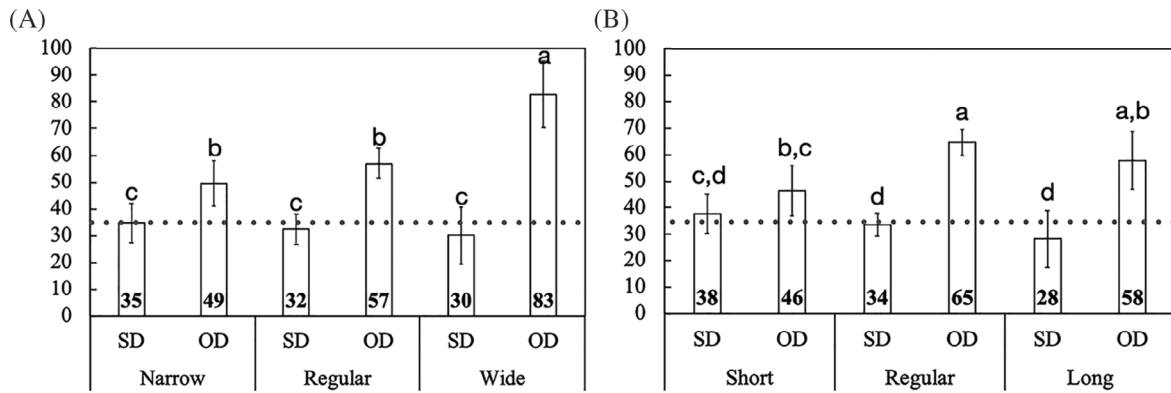 (A)
100
90
80
70
60
50
40
30
20
10
0
c
b
c
b
c
a
35
49
32
57
30
83
SD OD SD OD SD OD
Narrow Regular Wide
(B)
100
90
80
70
60
50
40
30
20
10
0
c,d
b,c
d
a
d
a,b
38
46
34
65
28
58
SD OD SD OD SD OD
Short Regular Long